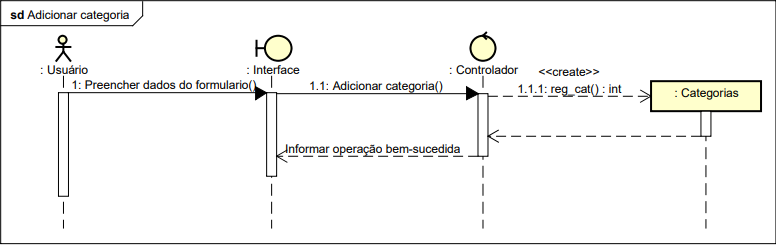 sd Adicionar categoria
: Usuário
: Interface
: Controlador
<<create>>
1: Preencher dados do formulario()
1.1: Adicionar categoria()
1.1.1: reg_cat() : int
: Categorias
Informar operação bem-sucedida